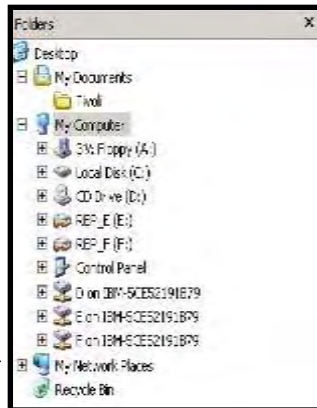 Folders x
Desktop
My Documents
Tivoli
My Computer
3½ Floppy (A:)
Local Disk (C:)
CD Drive (D:)
REP_E (E:)
REP_F (F:)
Control Panel
D on IBM-5CE52191B79
E on IBM-5CE52191B79
F on IBM-5CE52191B79
My Network Places
Recycle Bin